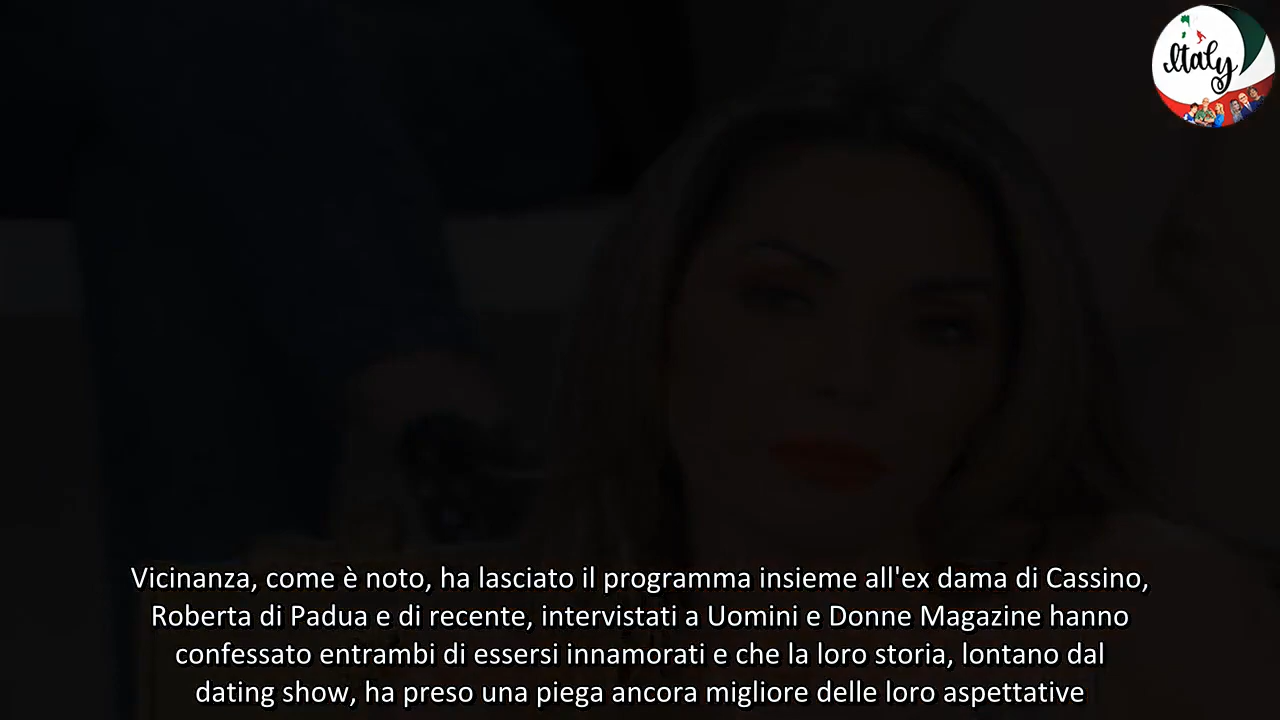 Italy
Vicinanza, come è noto, ha lasciato il programma insieme all'ex dama di Cassino,
Roberta di Padua e di recente, intervistati a Uomini e Donne Magazine hanno
confessato entrambi di essersi innamorati e che la loro storia, lontano dal
dating show, ha preso una piega ancora migliore delle loro aspettative